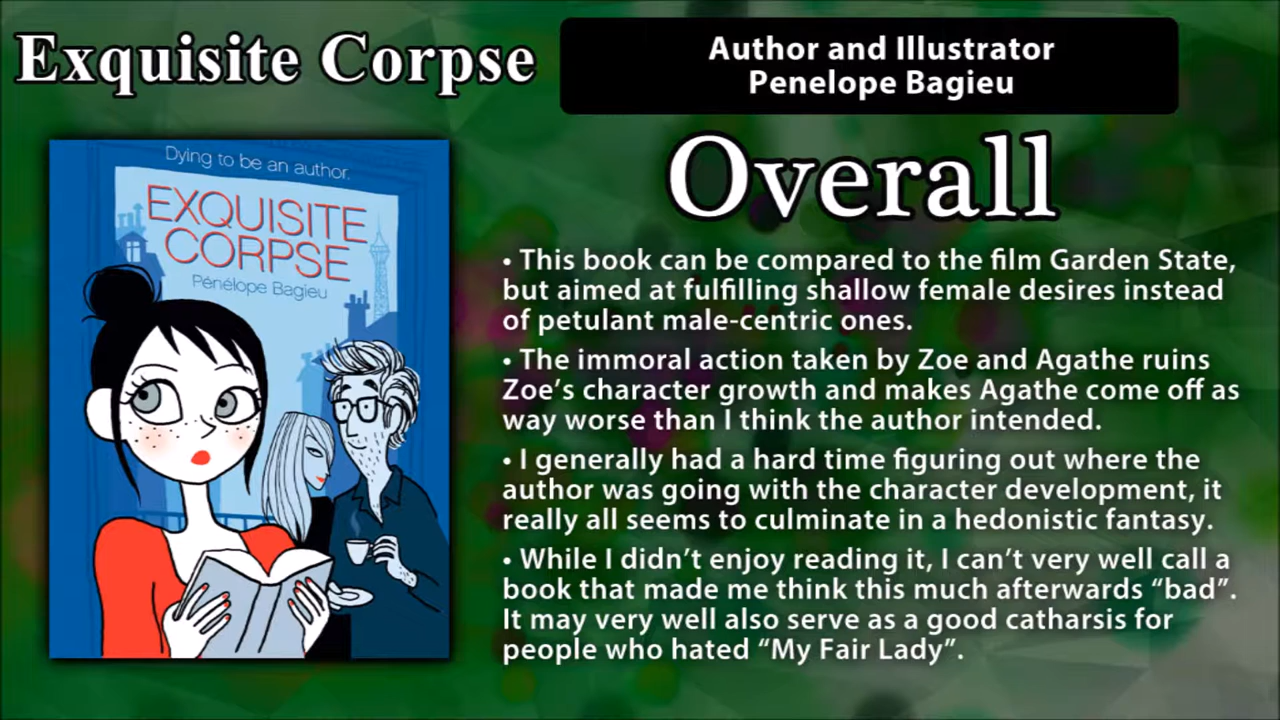 Exquisite Corpse
Author and Illustrator
Penelope Bagieu
Dying to be an author.
EXQUISITE
CORPSE
Pénélope Bagieu
Overall
• This book can be compared to the film Garden State,
but aimed at fulfilling shallow female desires instead
of petulant male-centric ones.
• The immoral action taken by Zoe and Agathe ruins
Zoe’s character growth and makes Agathe come off as
way worse than I think the author intended.
• I generally had a hard time figuring out where the
author was going with the character development, it
really all seems to culminate in a hedonistic fantasy.
• While I didn’t enjoy reading it, I can’t very well call a
book that made me think this much afterwards “bad”.
It may very well also serve as a good catharsis for
people who hated “My Fair Lady”.